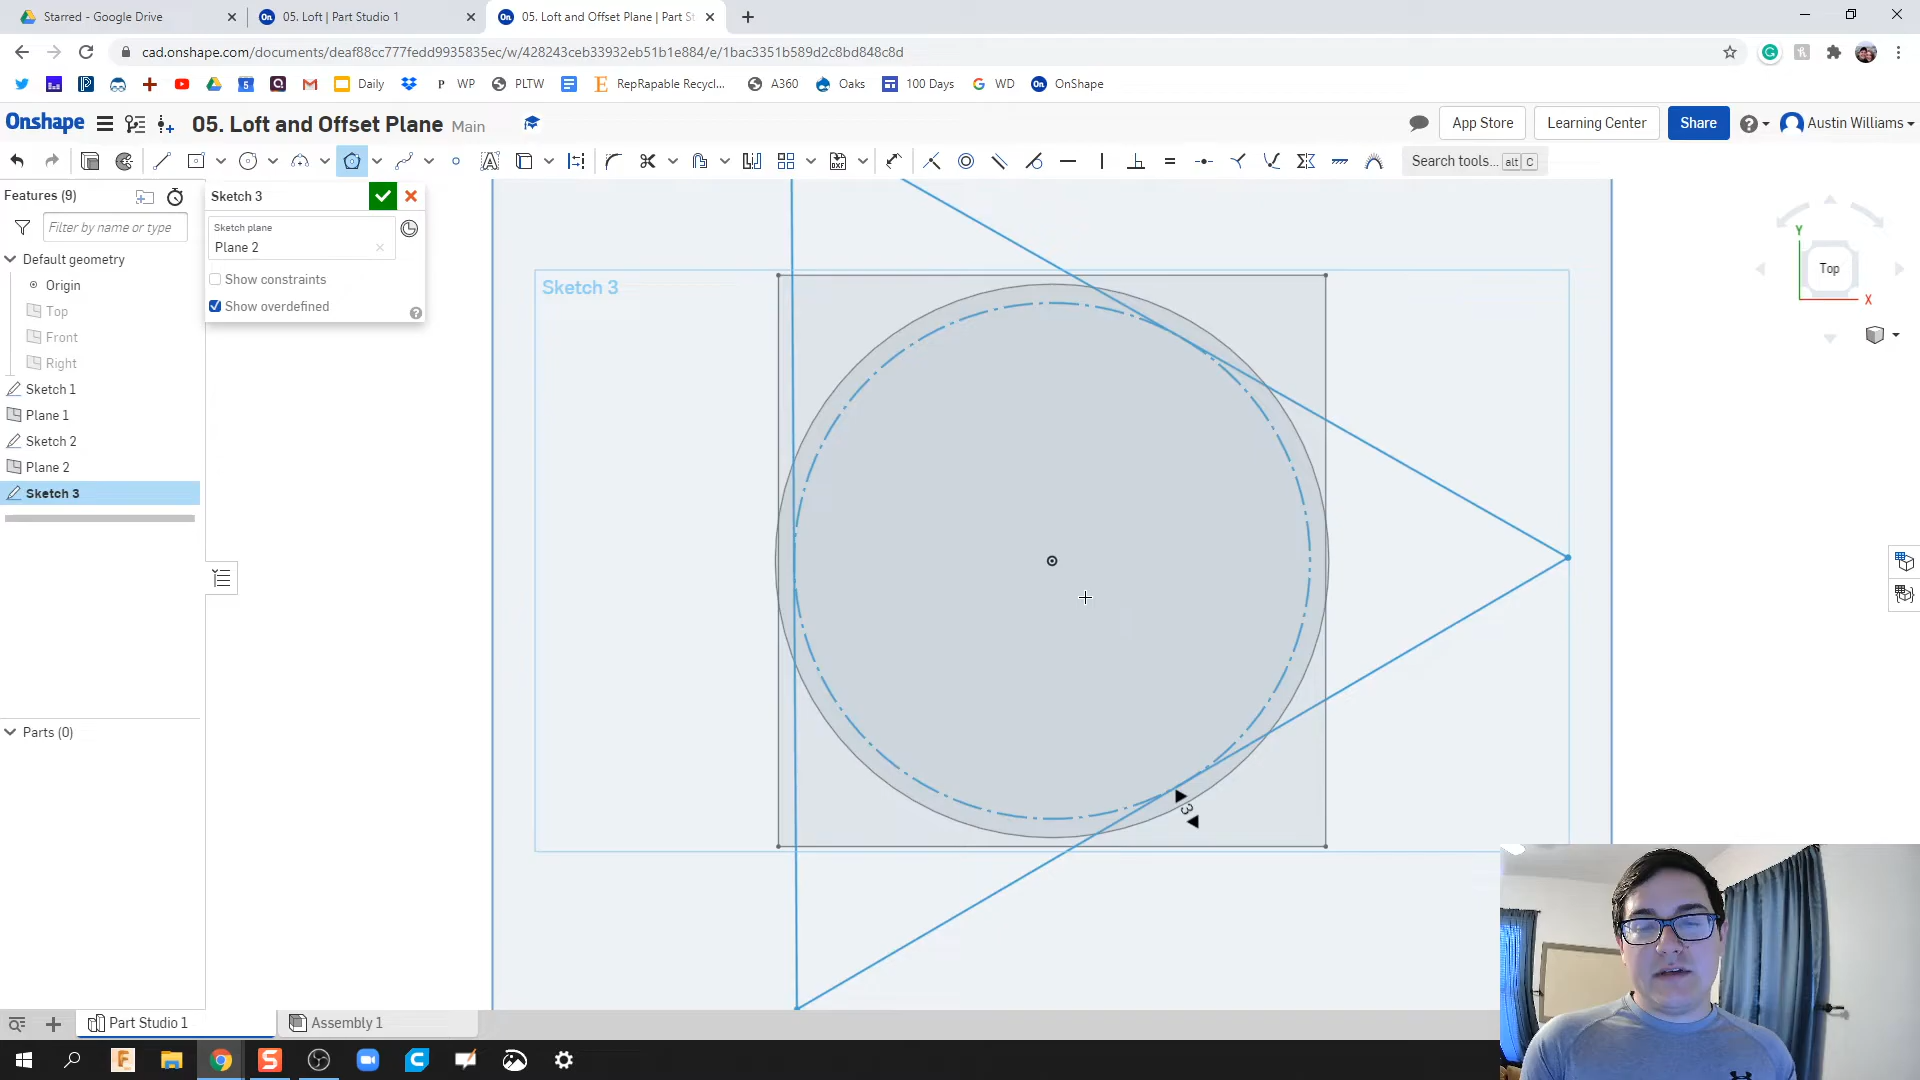 Starred - Google Drive
05. Loft | Part Studio 1
05. Loft and Offset Plane | Part St
cad.onshape.com/documents/deaf88cc777fedd9935835ec/w/428243ceb33932eb51b1e884/e/1bac3351b589d2c8bd848c8d
Daily
P WP
PLTW
RepRapable Recycl...
A360
Oaks
100 Days
WD
OnShape
Onshape
05. Loft and Offset Plane Main
App Store
Learning Center
Share
Austin Williams
Search tools... alt C
Features (9)
Filter by name or type
Default geometry
Origin
Top
Front
Right
Sketch 1
Plane 1
Sketch 2
Plane 2
Sketch 3
Parts (0)
Sketch 3
Sketch plane
Plane 2
Show constraints
Show overdefined
Sketch 3
3
Y
Top
X
Part Studio 1
Assembly 1